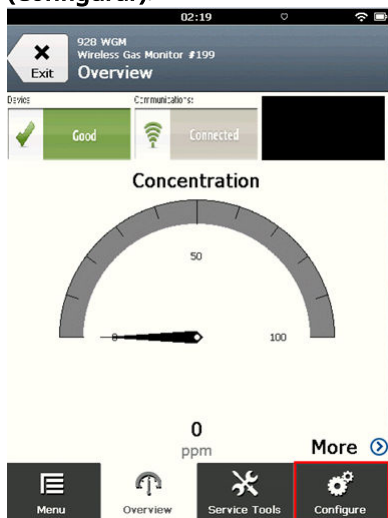 (Configurar).
02:19
928 WGM
Wireless Gas Monitor #199
Exit
Overview
Device
Communications:
Good
Connected
Concentration
50
0
100
0
ppm
More
Menu
Overview
Service Tools
Configure